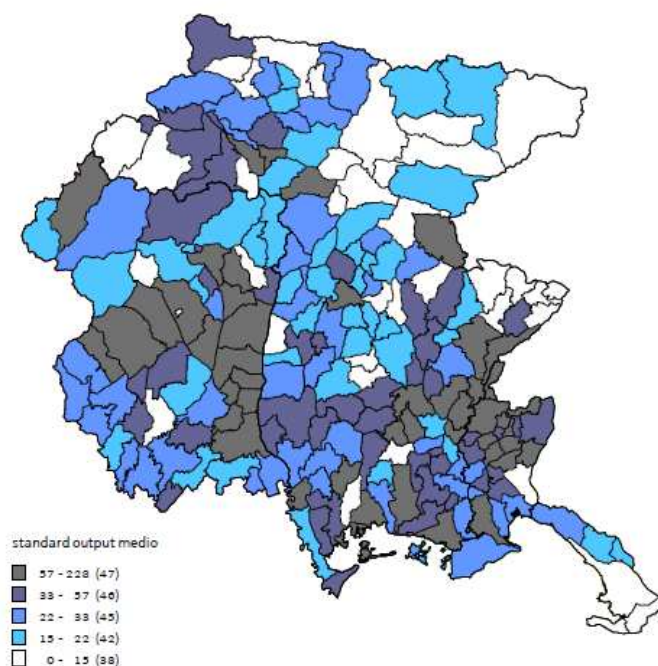 standard output medio
57 - 228 (47)
33 - 57 (46)
22 - 33 (45)
15 - 22 (42)
0 - 15 (38)